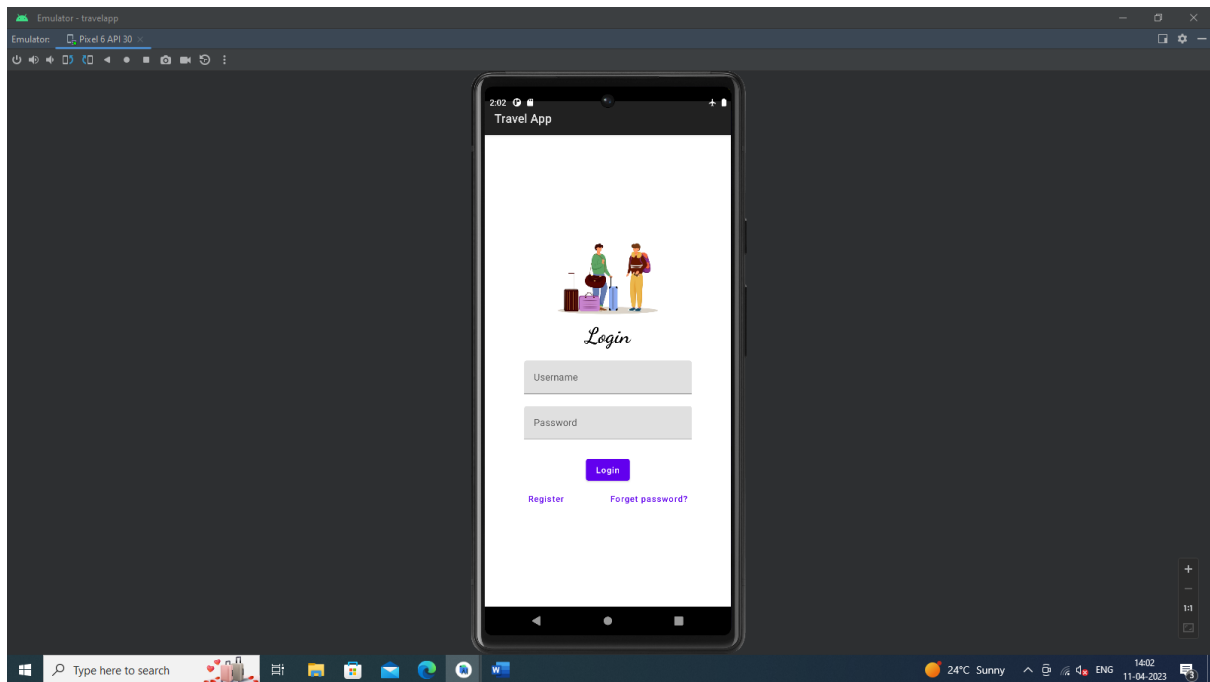 Emulator - travelapp
Emulator: Pixel 6 API 30
2:02
Travel App
Login
Username
Password
Login
Register Forget password?
1:1
Type here to search
24°C Sunny
ENG
14:02
11-04-2023
3